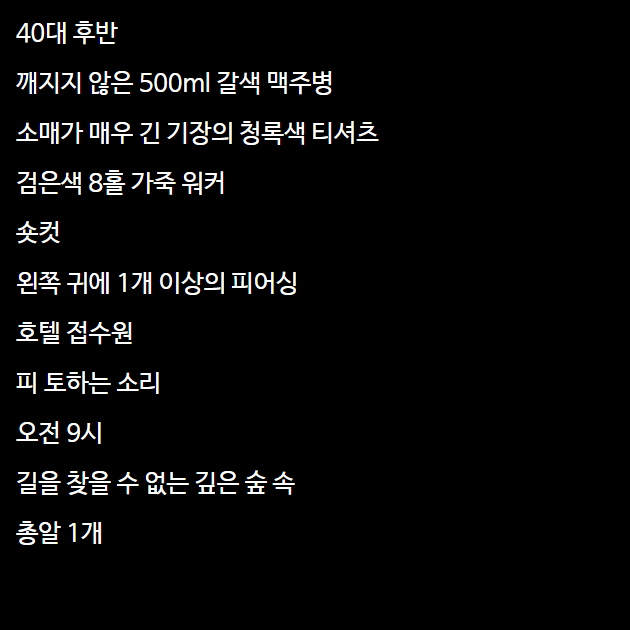 40대 후반
깨지지 않은 500ml 갈색 맥주병
소매가 매우 긴 기장의 청록색 티셔츠
검은색 8홀 가죽 워커
숏컷
왼쪽 귀에 1개 이상의 피어싱
호텔 접수원
피 토하는 소리
오전 9시
길을 찾을 수 없는 깊은 숲 속
총알 1개